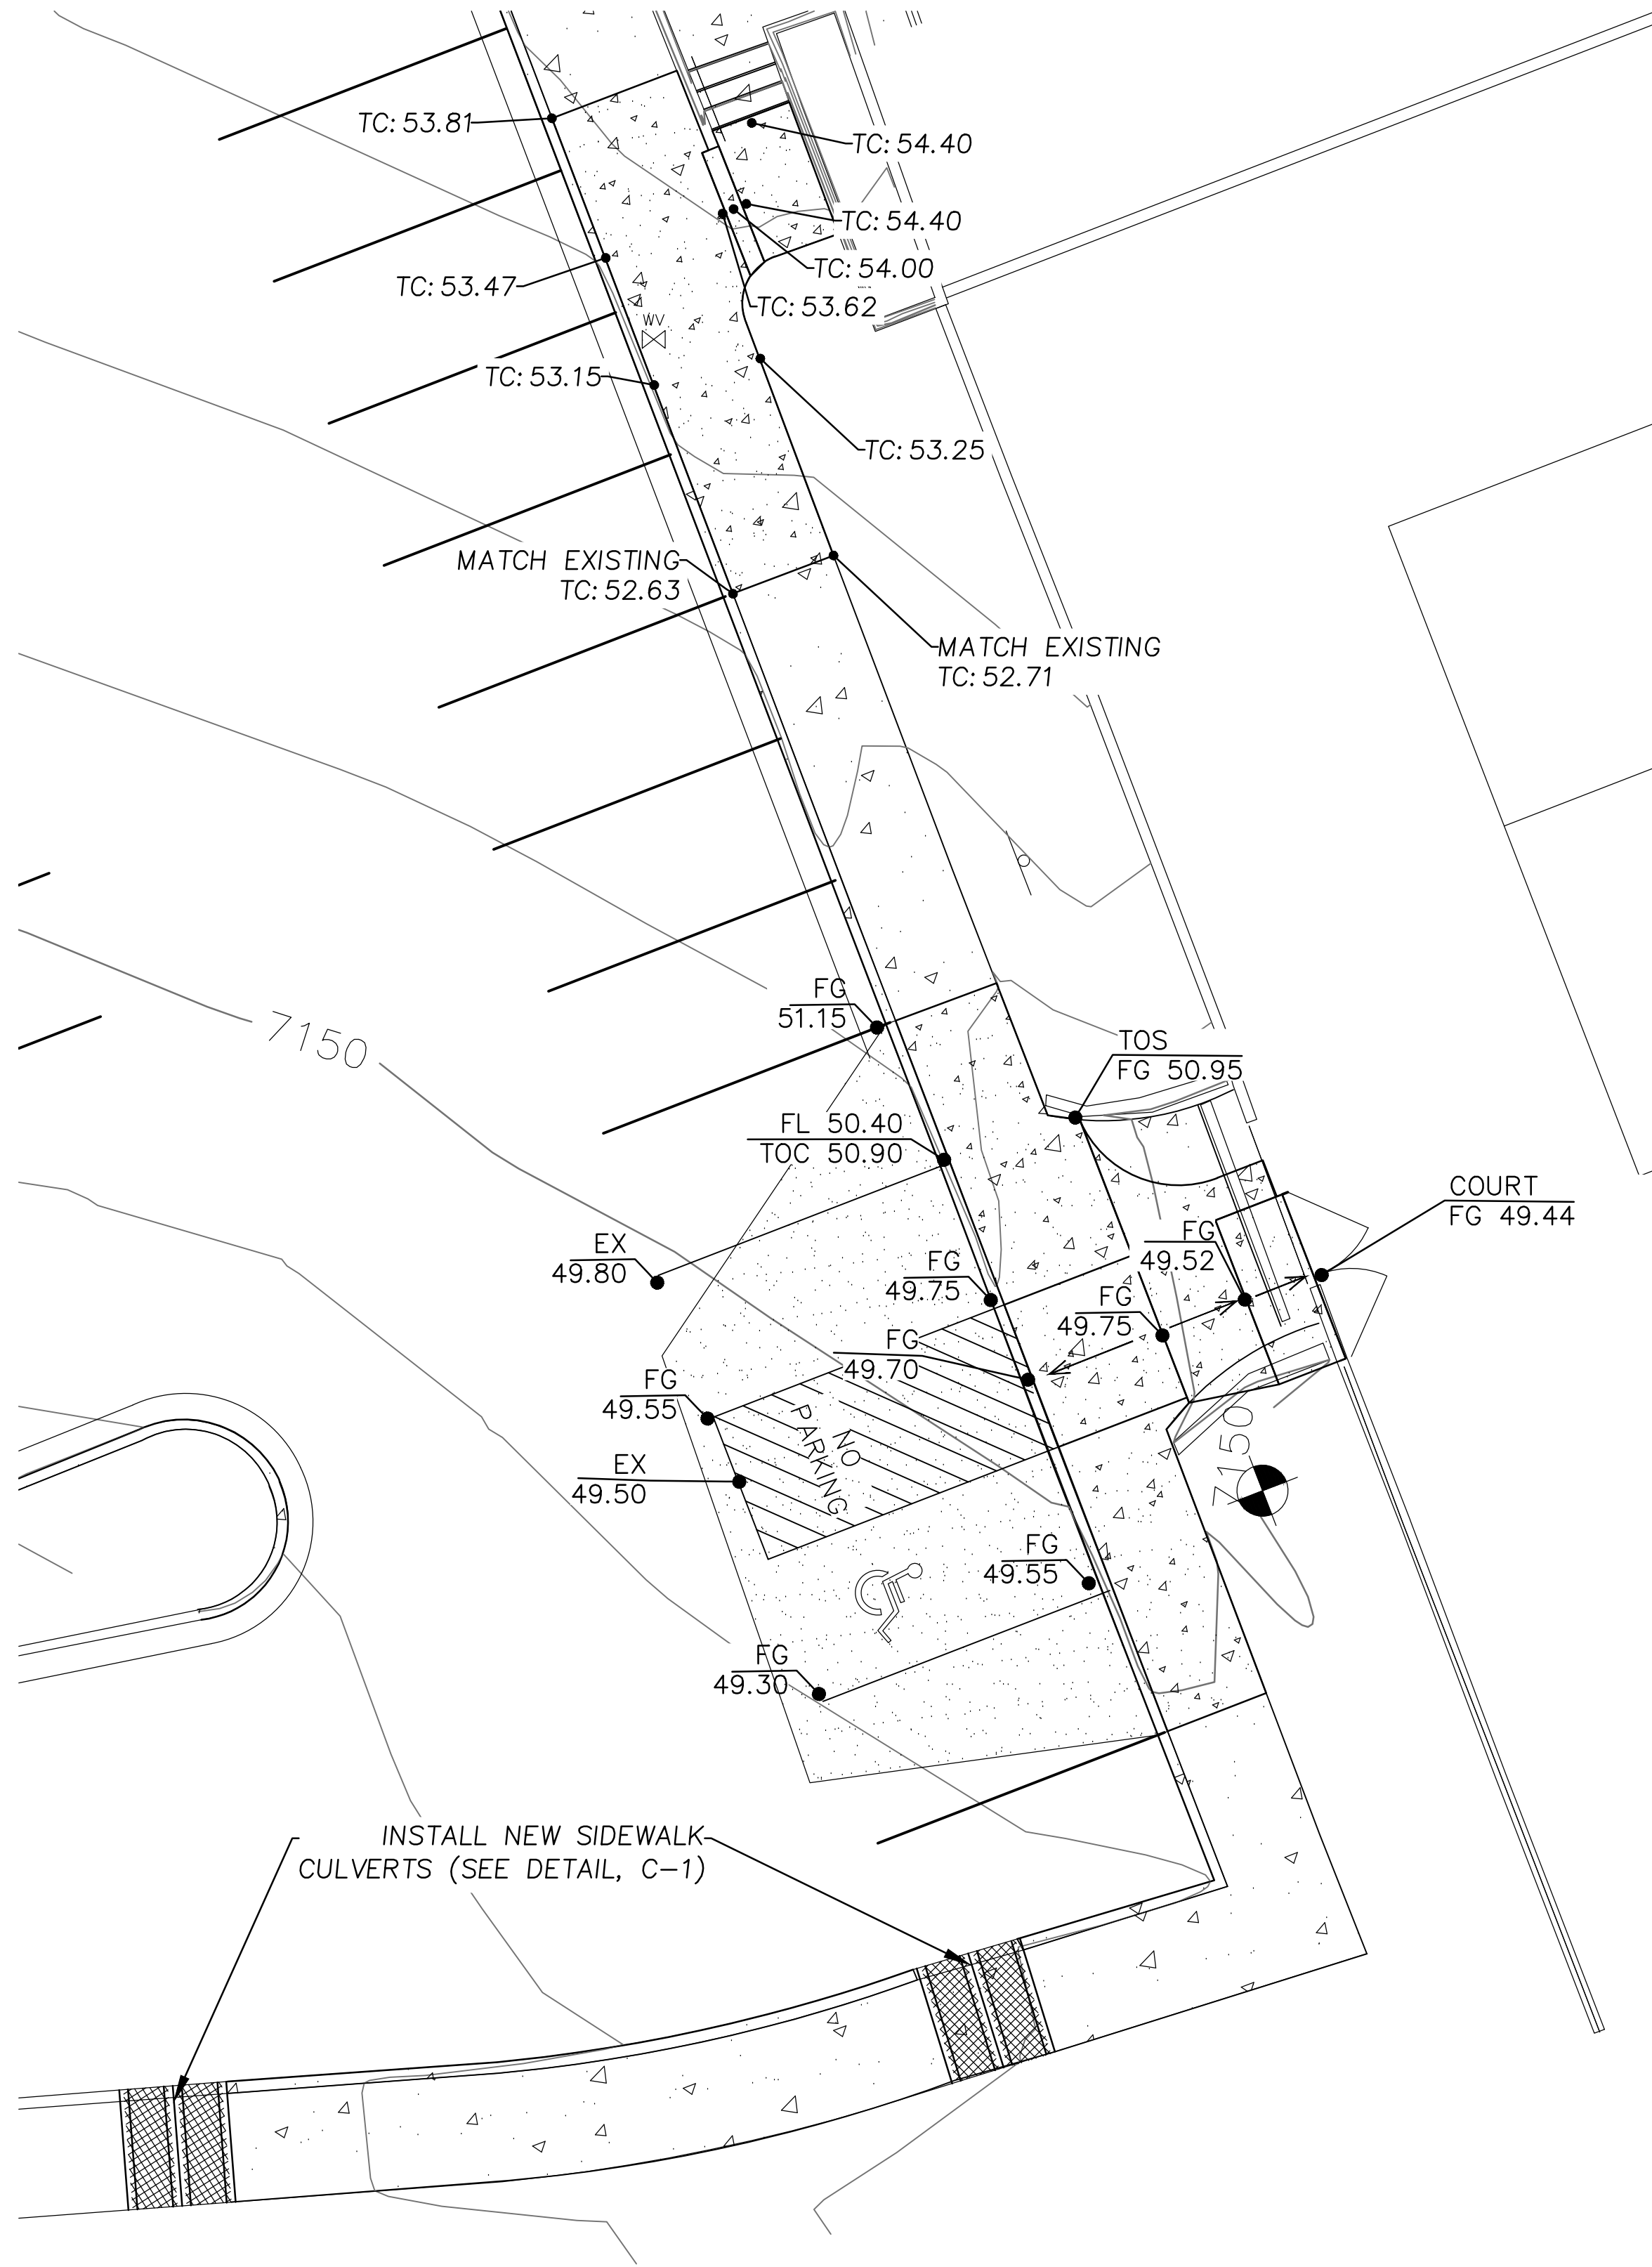 TC: 53.81
TC: 54.40
TC: 54.40
TC: 54.00
TC: 53.47
TC: 53.62
WV
TC: 53.15
TC: 53.25
MATCH EXISTING
TC: 52.63
MATCH EXISTING
TC: 52.71
FG
51.15
7150
TOS
FG 50.95
FL 50.40
TOC 50.90
COURT
FG 49.44
EX
49.80
FG
49.52
FG
49.75
FG
49.75
FG
49.70
FG
49.55
NO
PARKING
7150
EX
49.50
FG
49.55
FG
49.30
INSTALL NEW SIDEWALK
CULVERTS (SEE DETAIL, C-1)